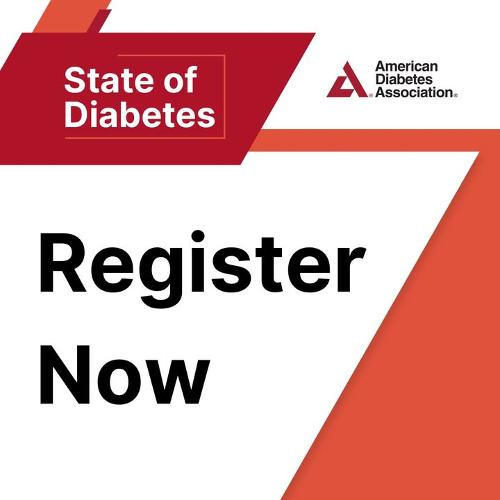 State of
Diabetes
American
Diabetes
Association®
Register
Now